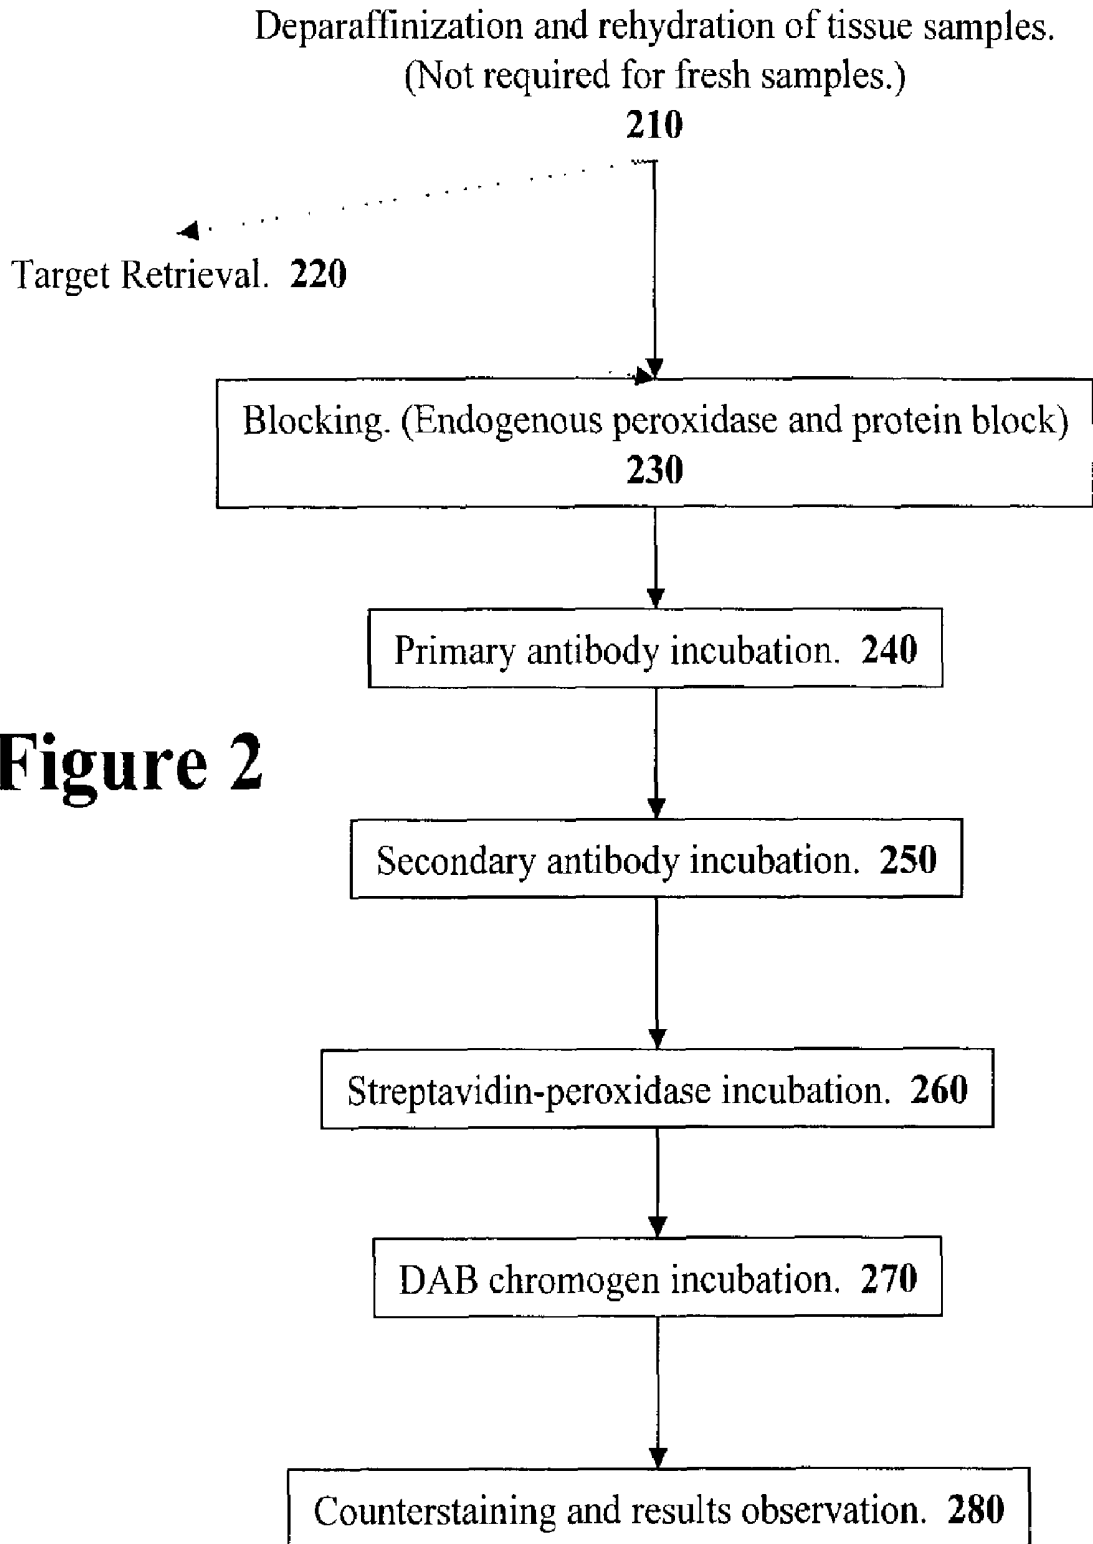 Deparaffinization and rehydration of tissue samples.
(Not required for fresh samples.)
210
Target Retrieval. 220
Blocking. (Endogenous peroxidase and protein block)
230
Primary antibody incubation. 240
Figure 2
Secondary antibody incubation. 250
Streptavidin-peroxidase incubation. 260
DAB chromogen incubation. 270
Counterstaining and results observation. 280